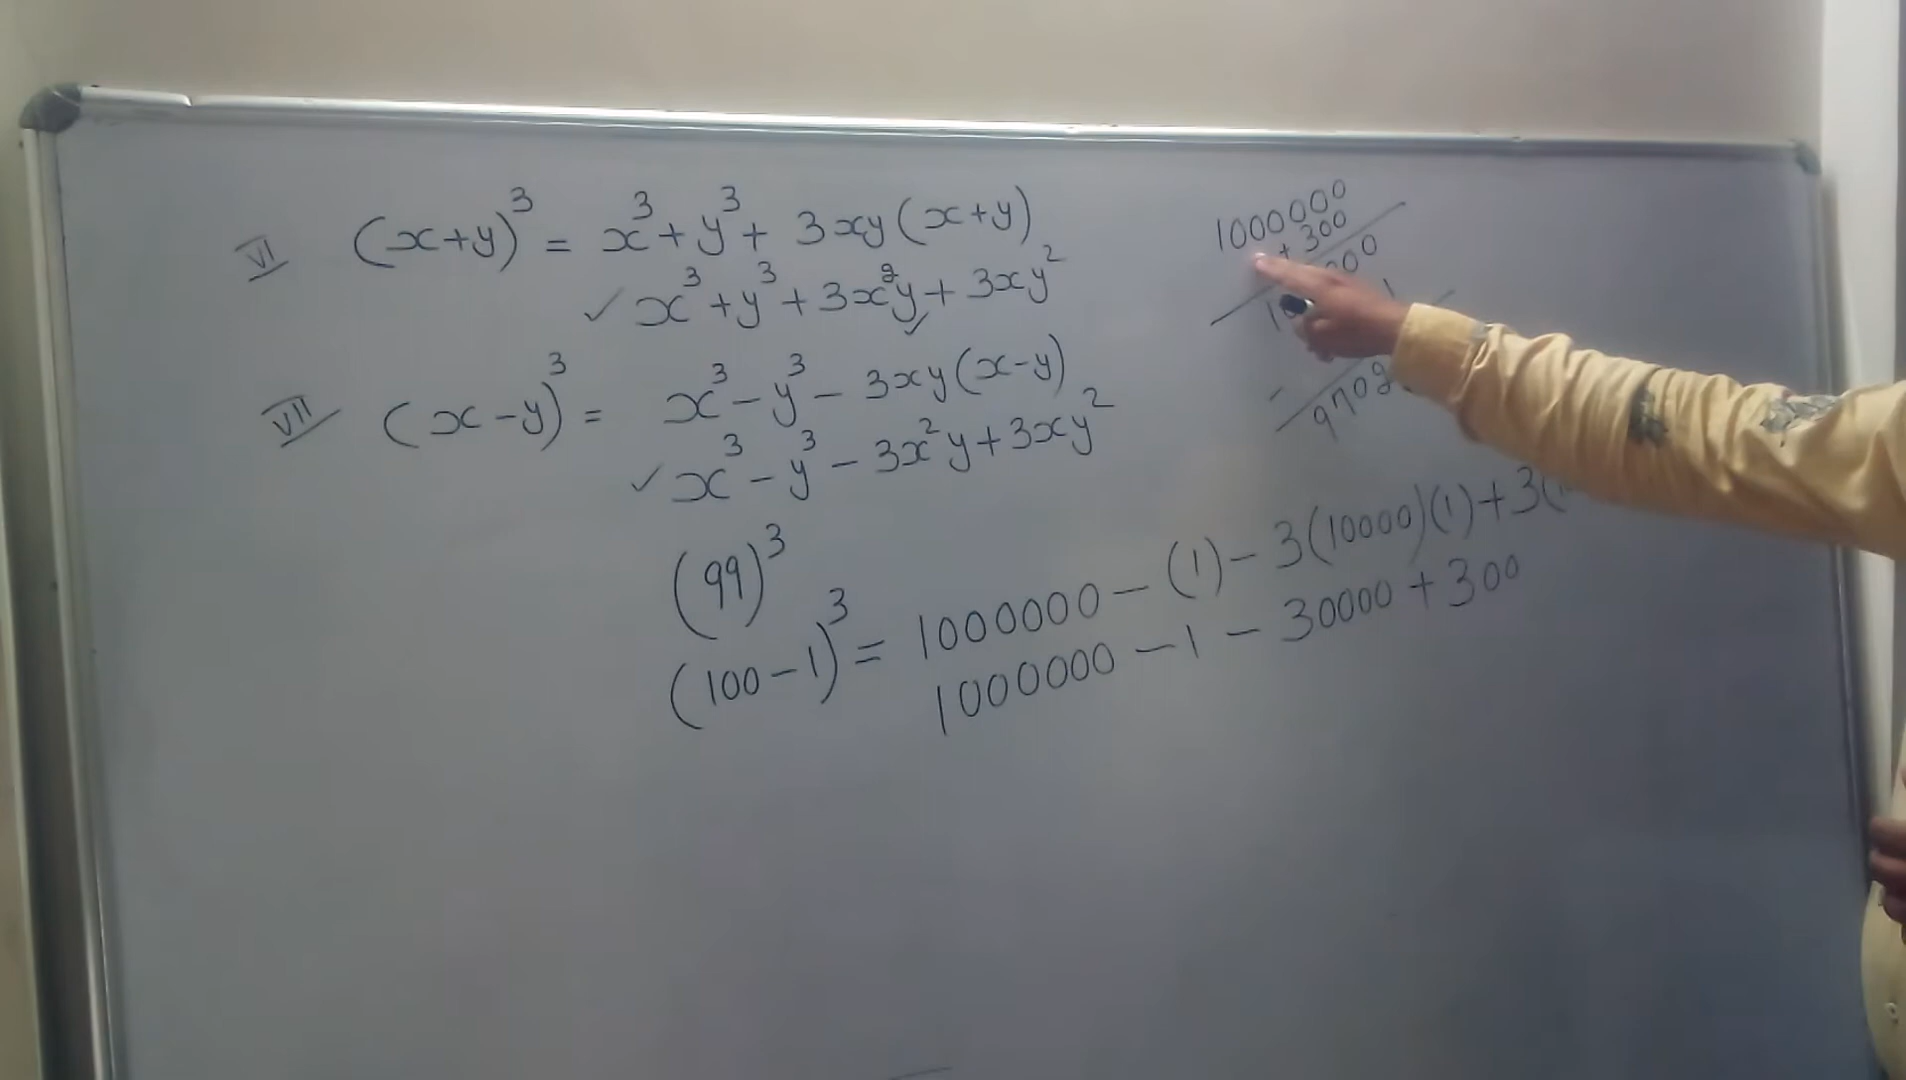 VI (x+y)³ = x³+y³+ 3xy(x+y)
✓ x³+y³+3x²y+3xy²
VII (x-y)³ = x³-y³-3xy(x-y)
✓ x³-y³-3x²y+3xy²
(99)³
(100-1)³ = 1000000-(1)-3(10000)(1)+3(
1000000-1-30000+300
1000000
+300